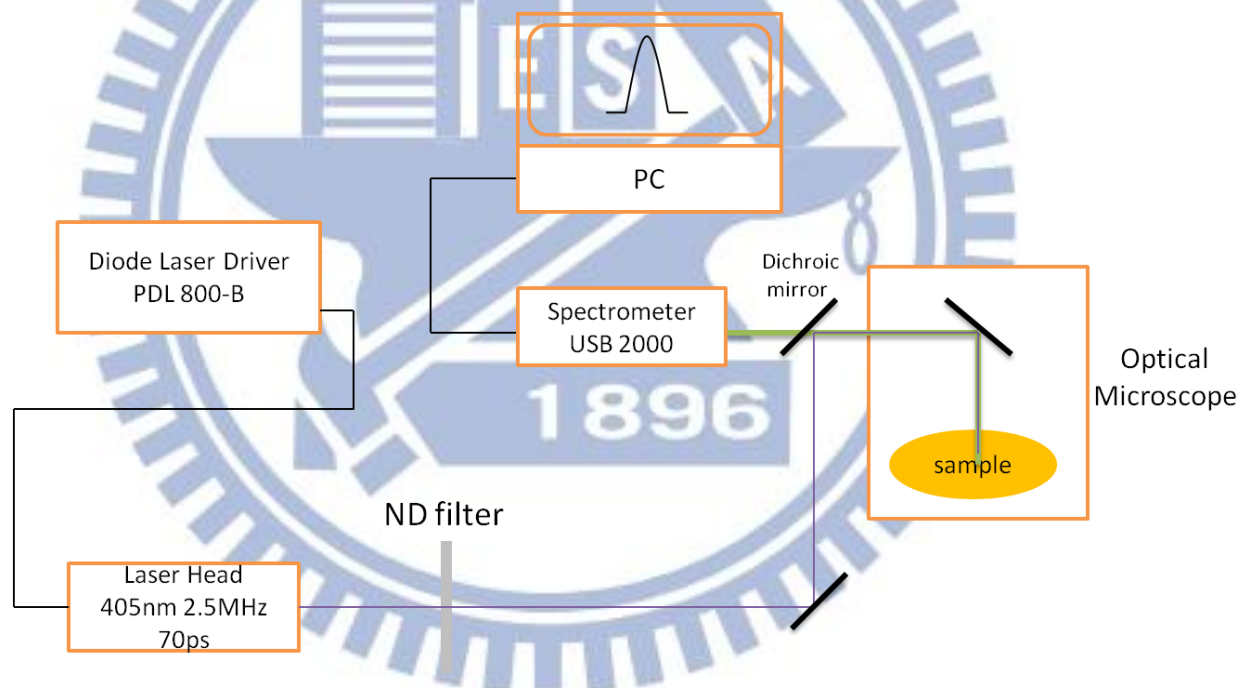 E S A
PC
Diode Laser Driver
PDL 800-B
Dichroic
mirror
Spectrometer
USB 2000
Optical
Microscope
1896
sample
ND filter
Laser Head
405nm 2.5MHz
70ps